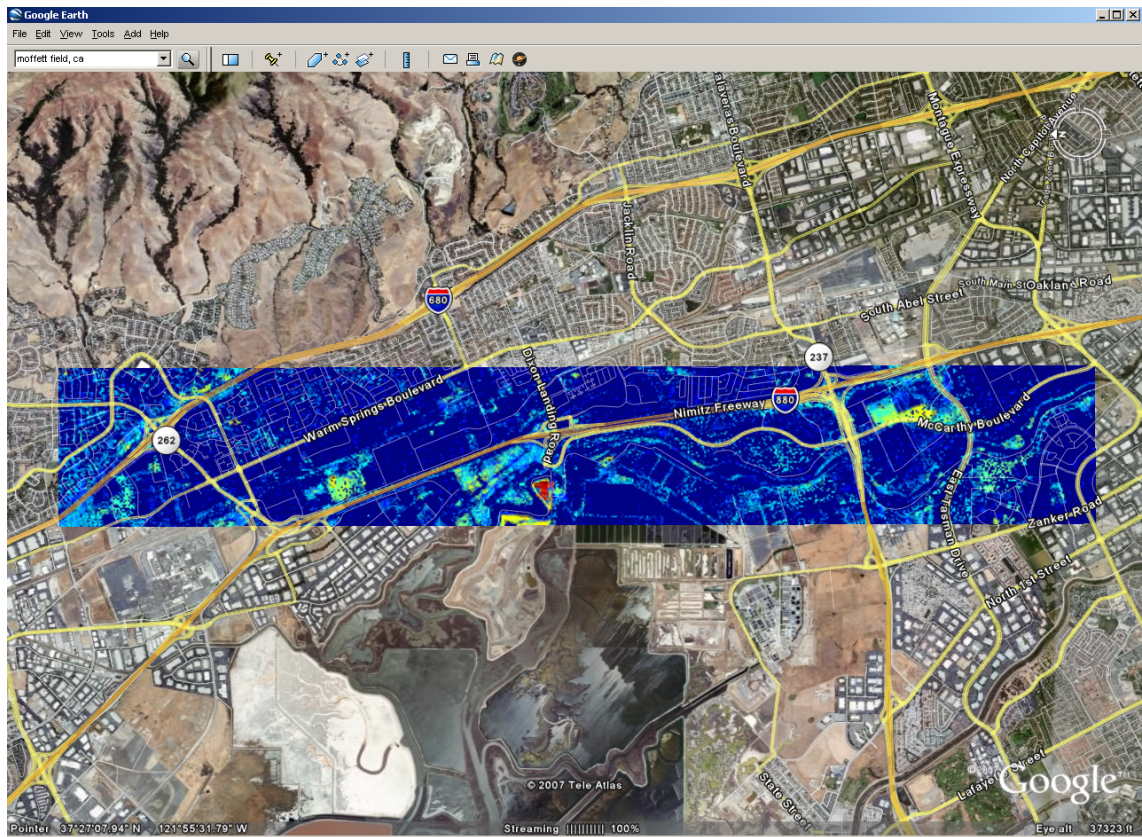 Google Earth
File Edit View Tools Add Help
moffett field, ca
Calaveras Boulevard
Montague Expressway
North Capitol Avenue
N
Jacklin Road
680
South Main St
Oakland Road
South Abel Street
237
Dixon Landing Road
Warm Springs Boulevard
Nimitz Freeway
880
McCarthy Boulevard
262
East Tasman Drive
Zanker Road
North 1st Street
© 2007 Tele Atlas
State Street
Lafayette Street
Google
Pointer 37°27'07.94" N 121°55'31.79" W
Streaming |||||||||| 100%
Eye alt 37323 ft